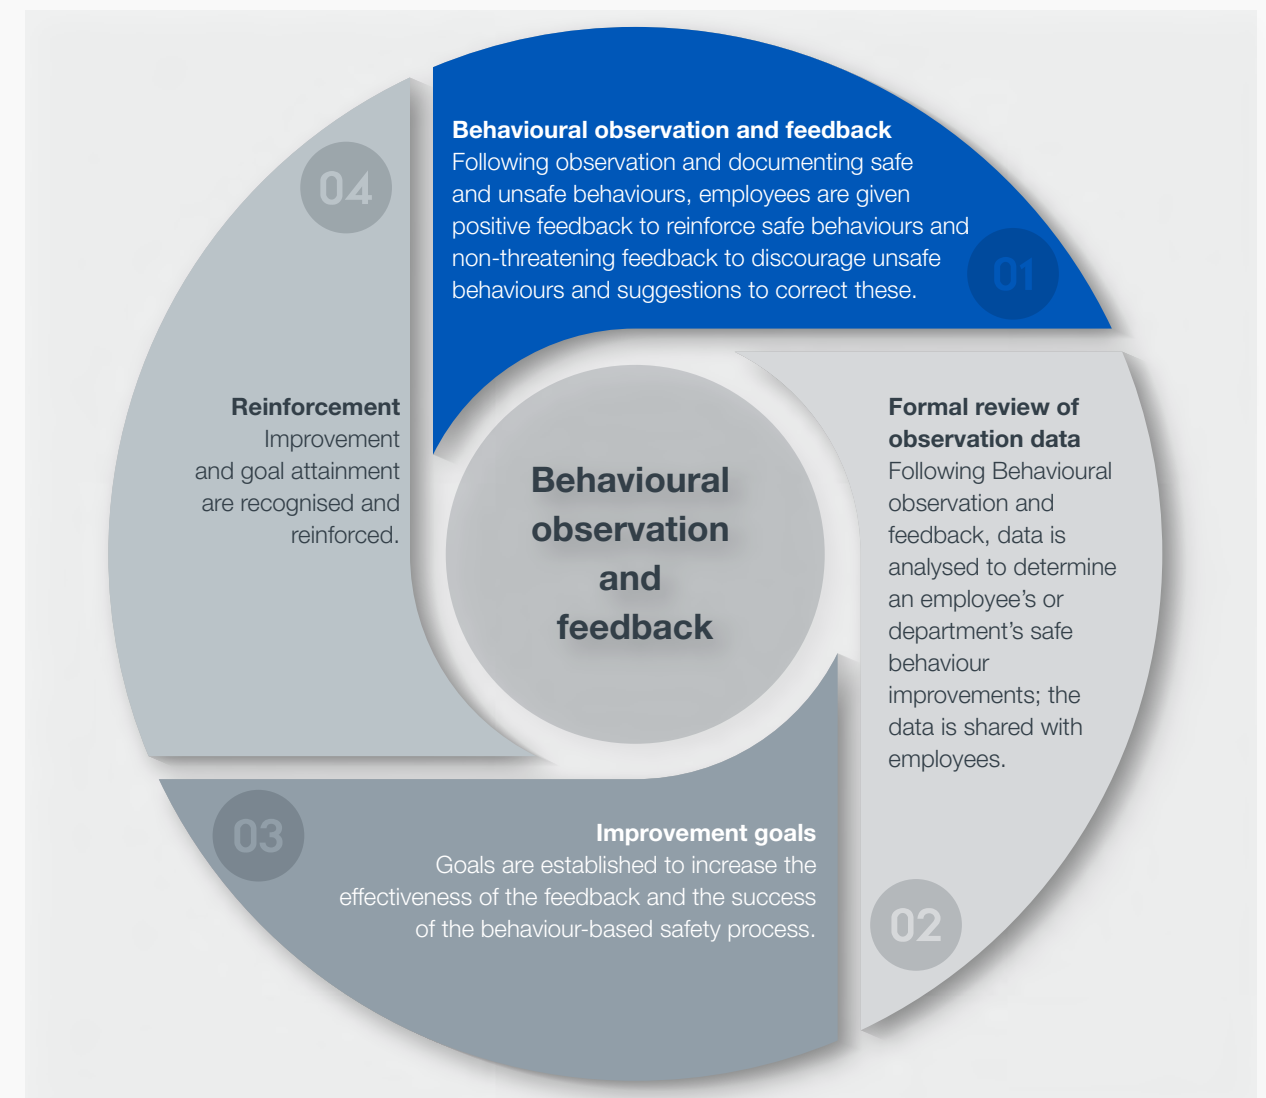 Behavioural observation and feedback
Following observation and documenting safe
and unsafe behaviours, employees are given
positive feedback to reinforce safe behaviours and
non-threatening feedback to discourage unsafe
behaviours and suggestions to correct these.
01
Formal review of
observation data
Following Behavioural
observation and
feedback, data is
analysed to determine
an employee’s or
department’s safe
behaviour
improvements; the
data is shared with
employees.
02
Improvement goals
Goals are established to increase the
effectiveness of the feedback and the success
of the behaviour-based safety process.
03
Reinforcement
Improvement
and goal attainment
are recognised and
reinforced.
04
Behavioural
observation
and
feedback